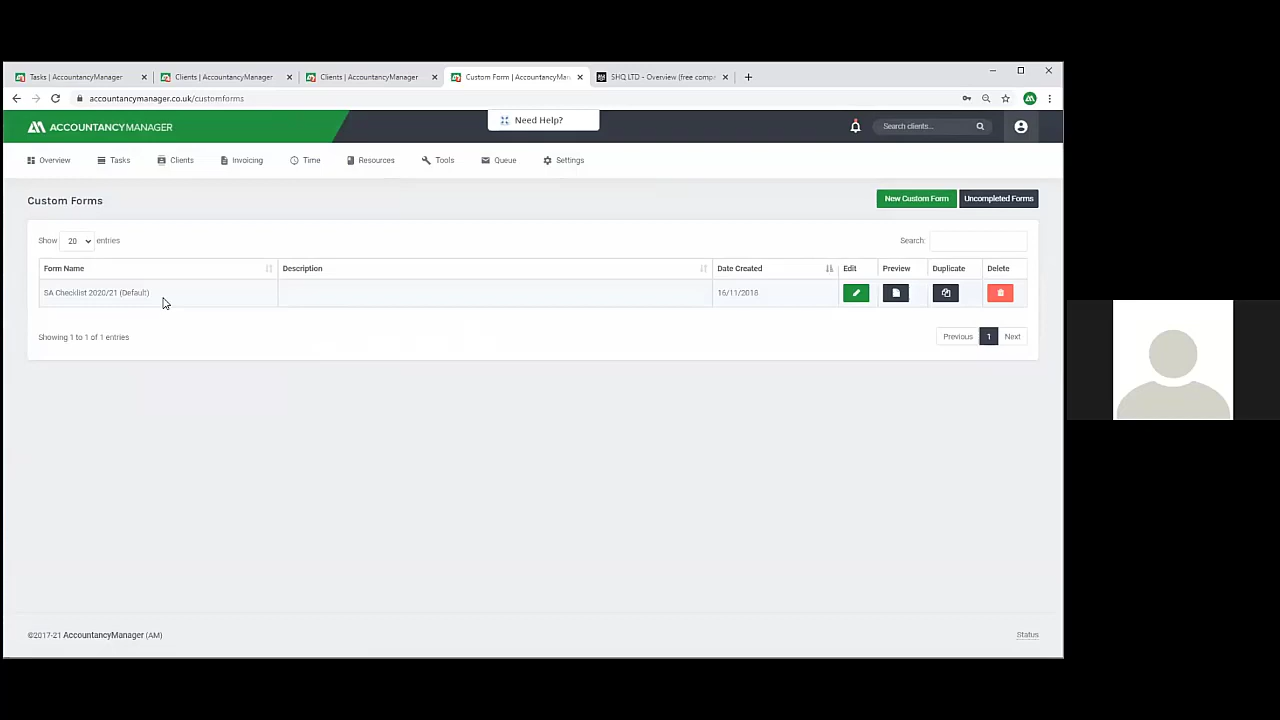 Tasks | AccountancyManager
Clients | AccountancyManager
Clients | AccountancyManager
Custom Form | AccountancyMan
SHQ LTD - Overview (free comp
accountancymanager.co.uk/customforms
ACCOUNTANCYMANAGER
Need Help?
Search clients...
Overview Tasks Clients Invoicing Time Resources Tools Queue Settings
Custom Forms
New Custom Form Uncompleted Forms
Show 20 entries Search:
Form Name Description Date Created Edit Preview Duplicate Delete
SA Checklist 2020/21 (Default) 16/11/2018
Showing 1 to 1 of 1 entries Previous 1 Next
©2017-21 AccountancyManager (AM) Status